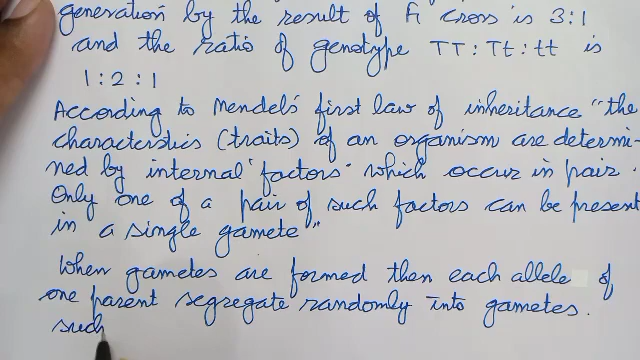 generation by the result of F1 cross is 3:1
and the ratio of genotype TT : Tt : tt is
1 : 2 : 1
According to Mendel's first law of inheritance "the
characteristics (traits) of an organism are determi-
ned by internal 'factors' which occur in pair.
Only one of a pair of such factors can be present
in a single gamete"
When gametes are formed then each allele of
one parent segregate randomly into gametes.
such